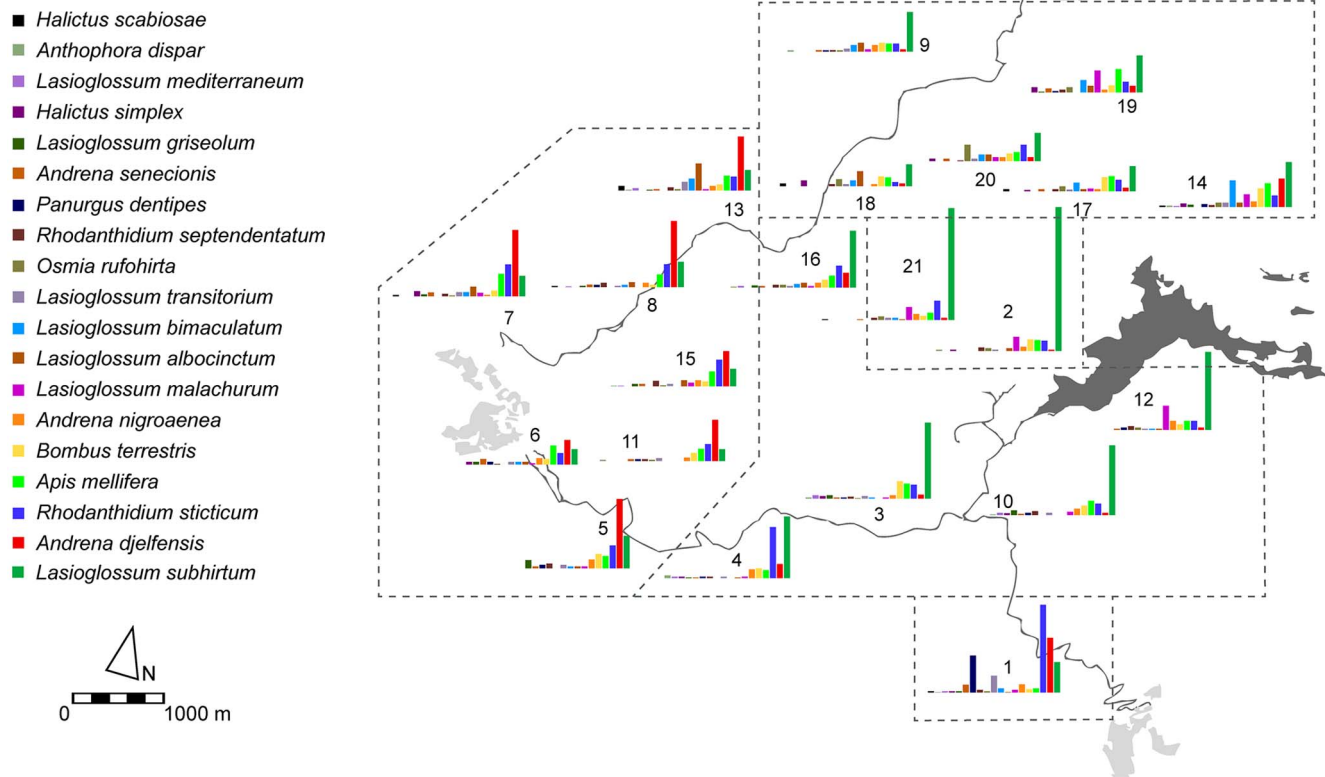 Halictus scabiosae
Anthophora dispar
Lasioglossum mediterraneum
Halictus simplex
Lasioglossum griseolum
Andrena senecionis
Panurgus dentipes
Rhodanthidium septendentatum
Osmia rufohirta
Lasioglossum transitorium
Lasioglossum bimaculatum
Lasioglossum albocinctum
Lasioglossum malachurum
Andrena nigroaenea
Bombus terrestris
Apis mellifera
Rhodanthidium sticticum
Andrena djelfensis
Lasioglossum subhirtum
N
0 1000 m
9
19
20
18
17
14
13
16
21
2
7
8
15
12
6
11
10
3
5
4
1